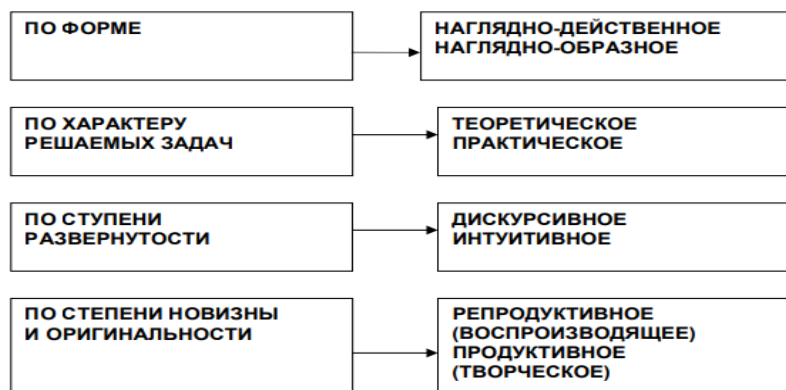 ПО ФОРМЕ
НАГЛЯДНО-ДЕЙСТВЕННОЕ
НАГЛЯДНО-ОБРАЗНОЕ
ПО ХАРАКТЕРУ
РЕШАЕМЫХ ЗАДАЧ
ТЕОРЕТИЧЕСКОЕ
ПРАКТИЧЕСКОЕ
ПО СТУПЕНИ
РАЗВЕРНУТОСТИ
ДИСКУРСИВНОЕ
ИНТУИТИВНОЕ
ПО СТЕПЕНИ НОВИЗНЫ
И ОРИГИНАЛЬНОСТИ
РЕПРОДУКТИВНОЕ
(ВОСПРОИЗВОДЯЩЕЕ)
ПРОДУКТИВНОЕ
(ТВОРЧЕСКОЕ)